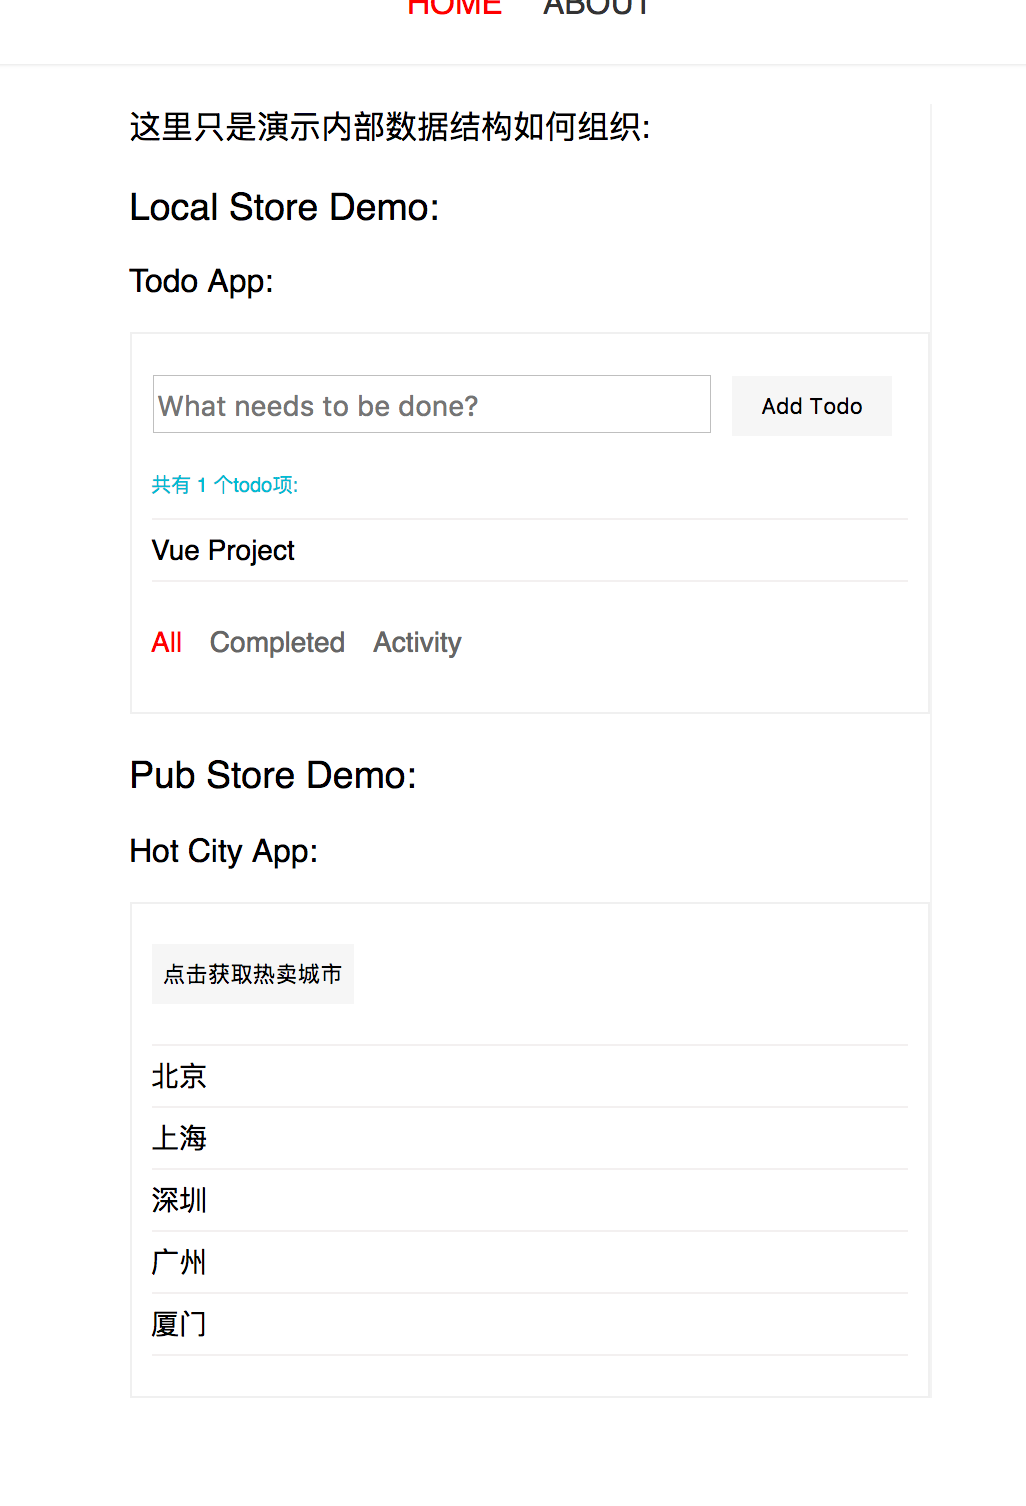 HOME ABOUT
这里只是演示内部数据结构如何组织:
Local Store Demo:
Todo App:
What needs to be done? Add Todo
共有 1 个todo项:
Vue Project
All Completed Activity
Pub Store Demo:
Hot City App:
点击获取热卖城市
北京
上海
深圳
广州
厦门